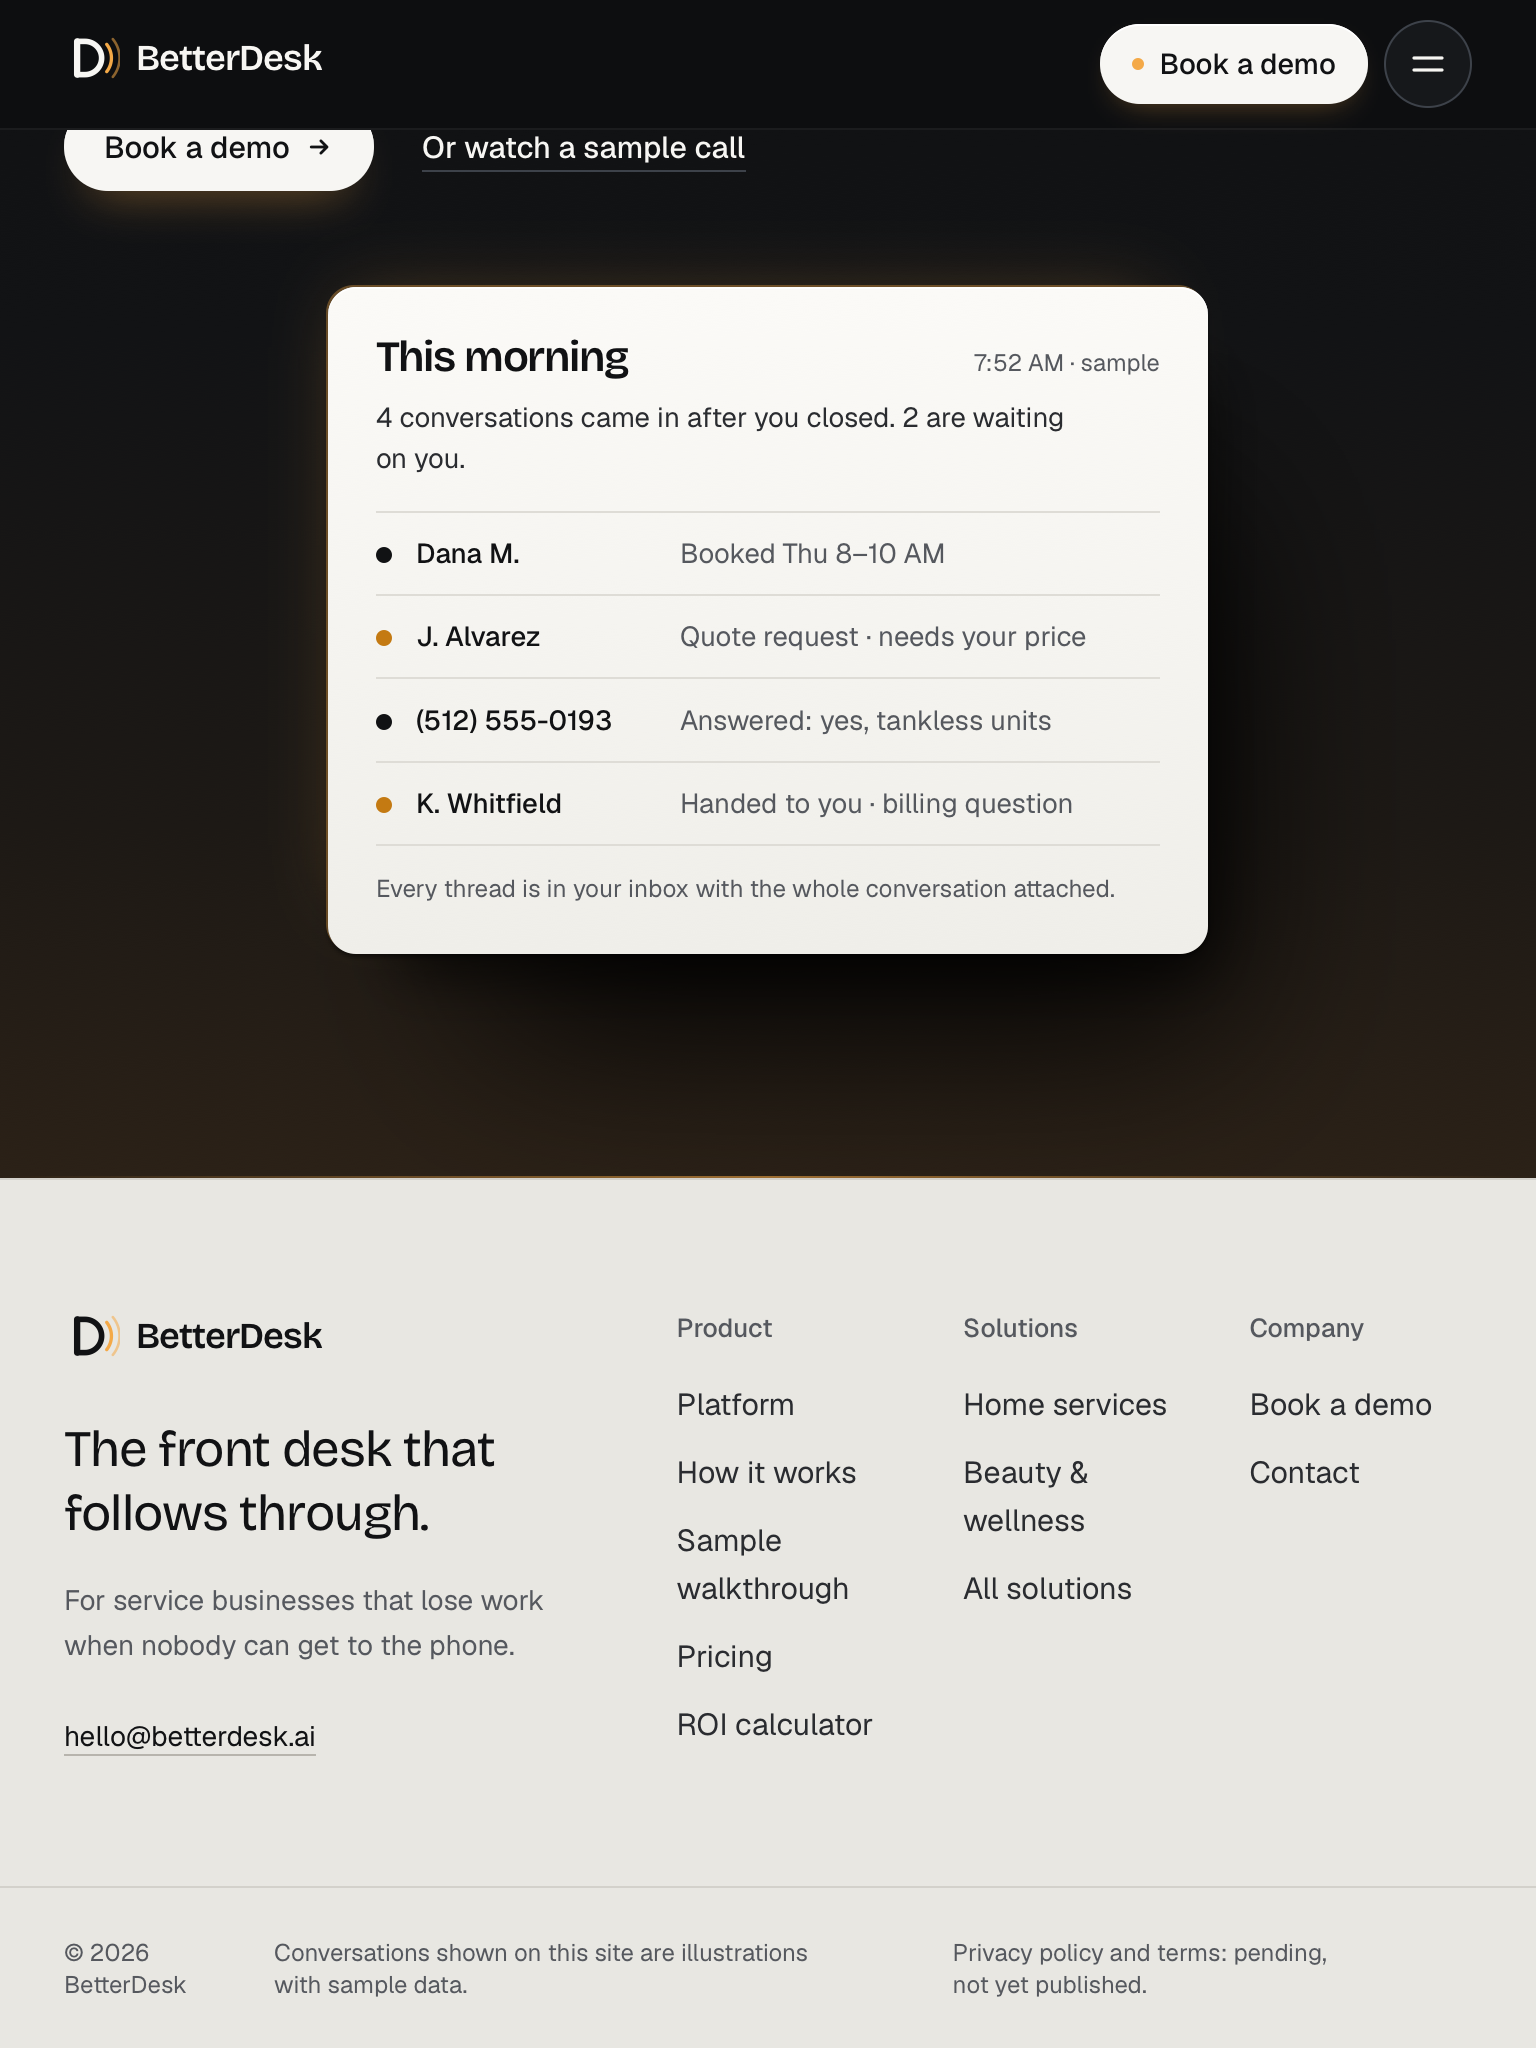 BetterDesk
Book a demo
Book a demo →
Or watch a sample call
This morning
7:52 AM · sample
4 conversations came in after you closed. 2 are waiting
on you.
Dana M.
Booked Thu 8–10 AM
J. Alvarez
Quote request · needs your price
(512) 555-0193
Answered: yes, tankless units
K. Whitfield
Handed to you · billing question
Every thread is in your inbox with the whole conversation attached.
BetterDesk
The front desk that
follows through.
For service businesses that lose work
when nobody can get to the phone.
hello@betterdesk.ai
Product
Platform
How it works
Sample
walkthrough
Pricing
ROI calculator
Solutions
Home services
Beauty &
wellness
All solutions
Company
Book a demo
Contact
© 2026
BetterDesk
Conversations shown on this site are illustrations
with sample data.
Privacy policy and terms: pending,
not yet published.